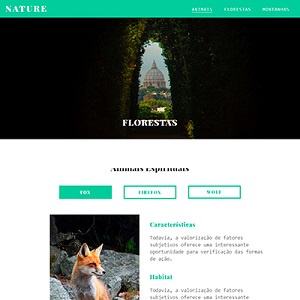 NATURE
ANIMAIS FLORESTAS MONTANHAS
FLORESTAS
Animais Espirituais
FOX FIREFOX WOLF
Características
Todavia, a valorização de fatores
subjetivos oferece uma interessante
oportunidade para verificação das formas
de ação.
Habitat
Todavia, a valorização de fatores
subjetivos oferece uma interessante